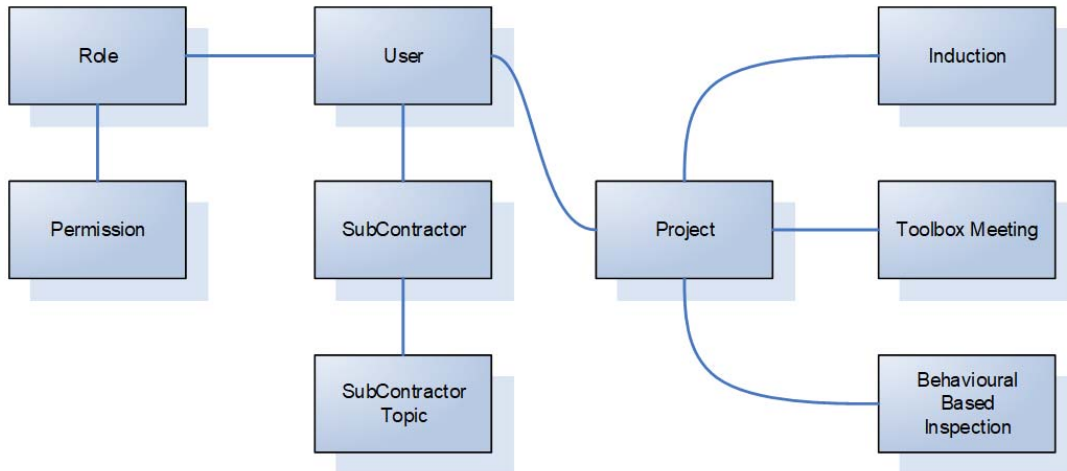 Role
User
Induction
Permission
SubContractor
Project
Toolbox Meeting
SubContractor
Topic
Behavioural
Based
Inspection